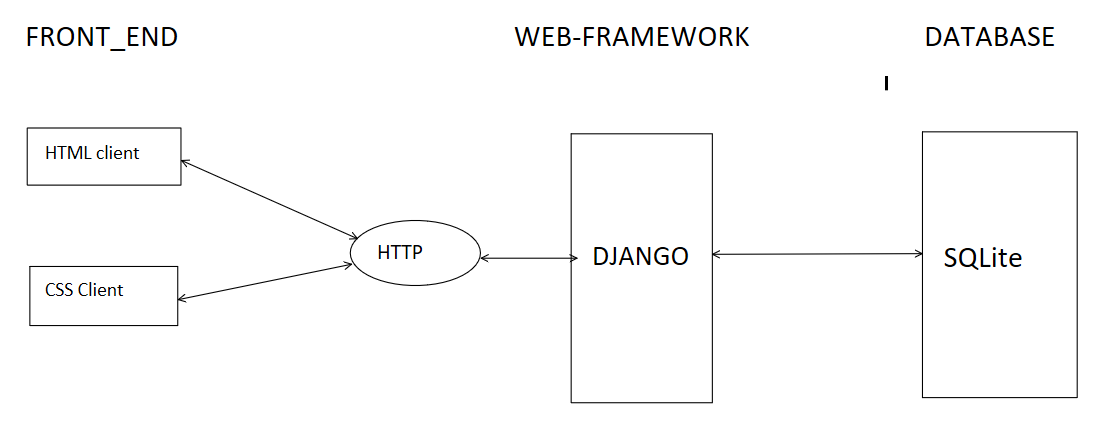 FRONT_END
WEB-FRAMEWORK
DATABASE
HTML client
HTTP
DJANGO
SQLite
CSS Client